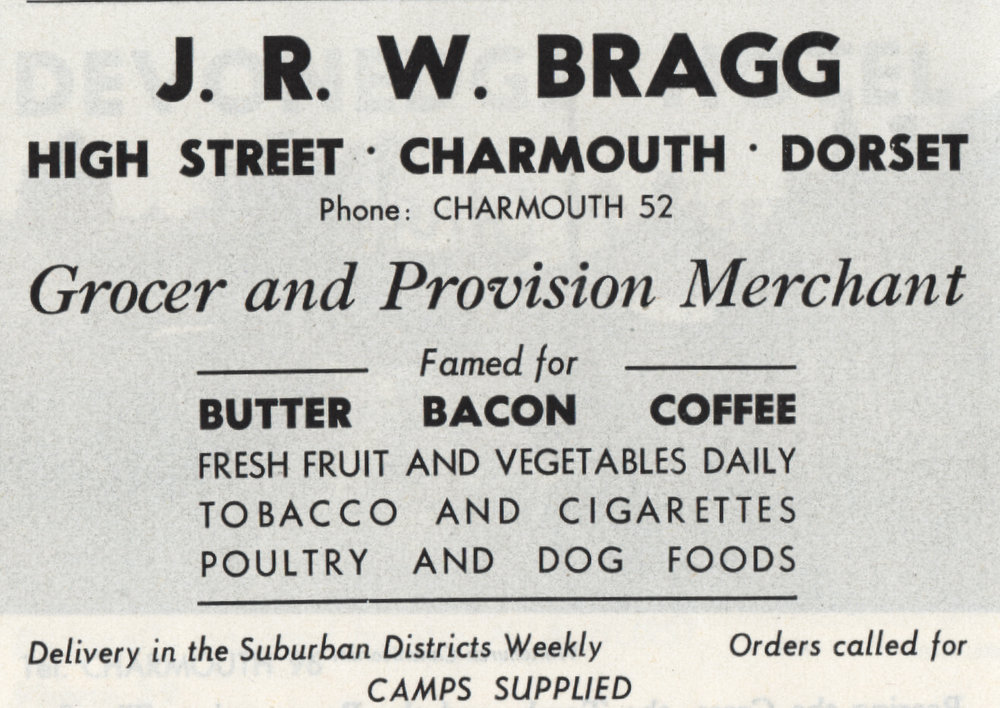 J. R. W. BRAGG
HIGH STREET · CHARMOUTH · DORSET
Phone: CHARMOUTH 52
Grocer and Provision Merchant
Famed for
BUTTER BACON COFFEE
FRESH FRUIT AND VEGETABLES DAILY
TOBACCO AND CIGARETTES
POULTRY AND DOG FOODS
Delivery in the Suburban Districts Weekly Orders called for
CAMPS SUPPLIED